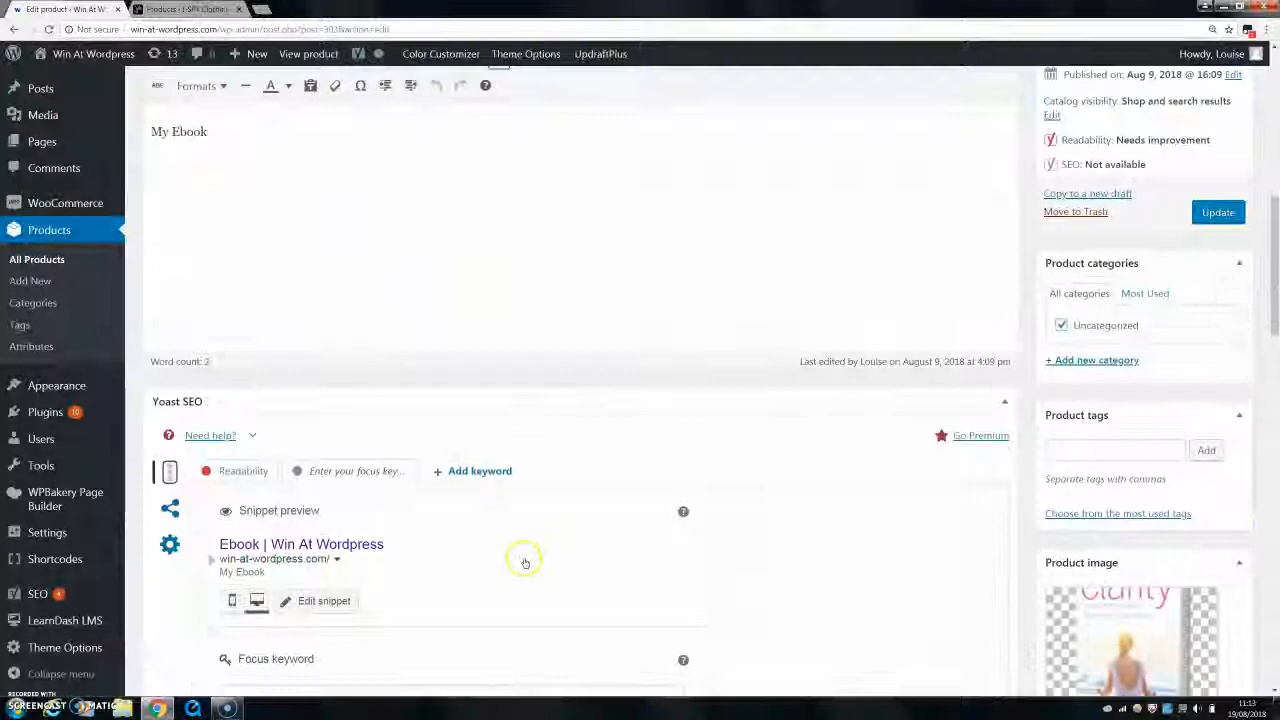 Edit product ‹ Win At W
Products
Not secure win-at-wordpress.com/wp-admin/post.php?post=303&action=edit
Win At Wordpress 13 New View product Color Customizer Theme Options UpdraftPlus Howdy, Louise
Posts
Media
Pages
Comments
WooCommerce
Products
All Products
Add New
Categories
Tags
Attributes
Appearance
Plugins 10
Users
Tools
WPBakery Page
Builder
Settings
Shortcodes
SEO 4
LearnDash LMS
Theme Options
Collapse menu
RECORDED WITH
SCREENCAST MATIC
ABC Formats A Ω
My Ebook
Word count: 2
Last edited by Louise on August 9, 2018 at 4:09 pm
Yoast SEO
Need help?
Go Premium
Readability
Enter your focus key...
+ Add keyword
Snippet preview
Ebook | Win At Wordpress
win-at-wordpress.com/
My Ebook
Edit snippet
Focus keyword
Published on: Aug 9, 2018 @ 16:09 Edit
Catalog visibility: Shop and search results
Edit
Readability: Needs improvement
SEO: Not available
Copy to a new draft
Move to Trash
Update
Product categories
All categories
Most Used
Uncategorized
+ Add new category
Product tags
Add
Separate tags with commas
Choose from the most used tags
Product image
Clarity
11:13
19/08/2018